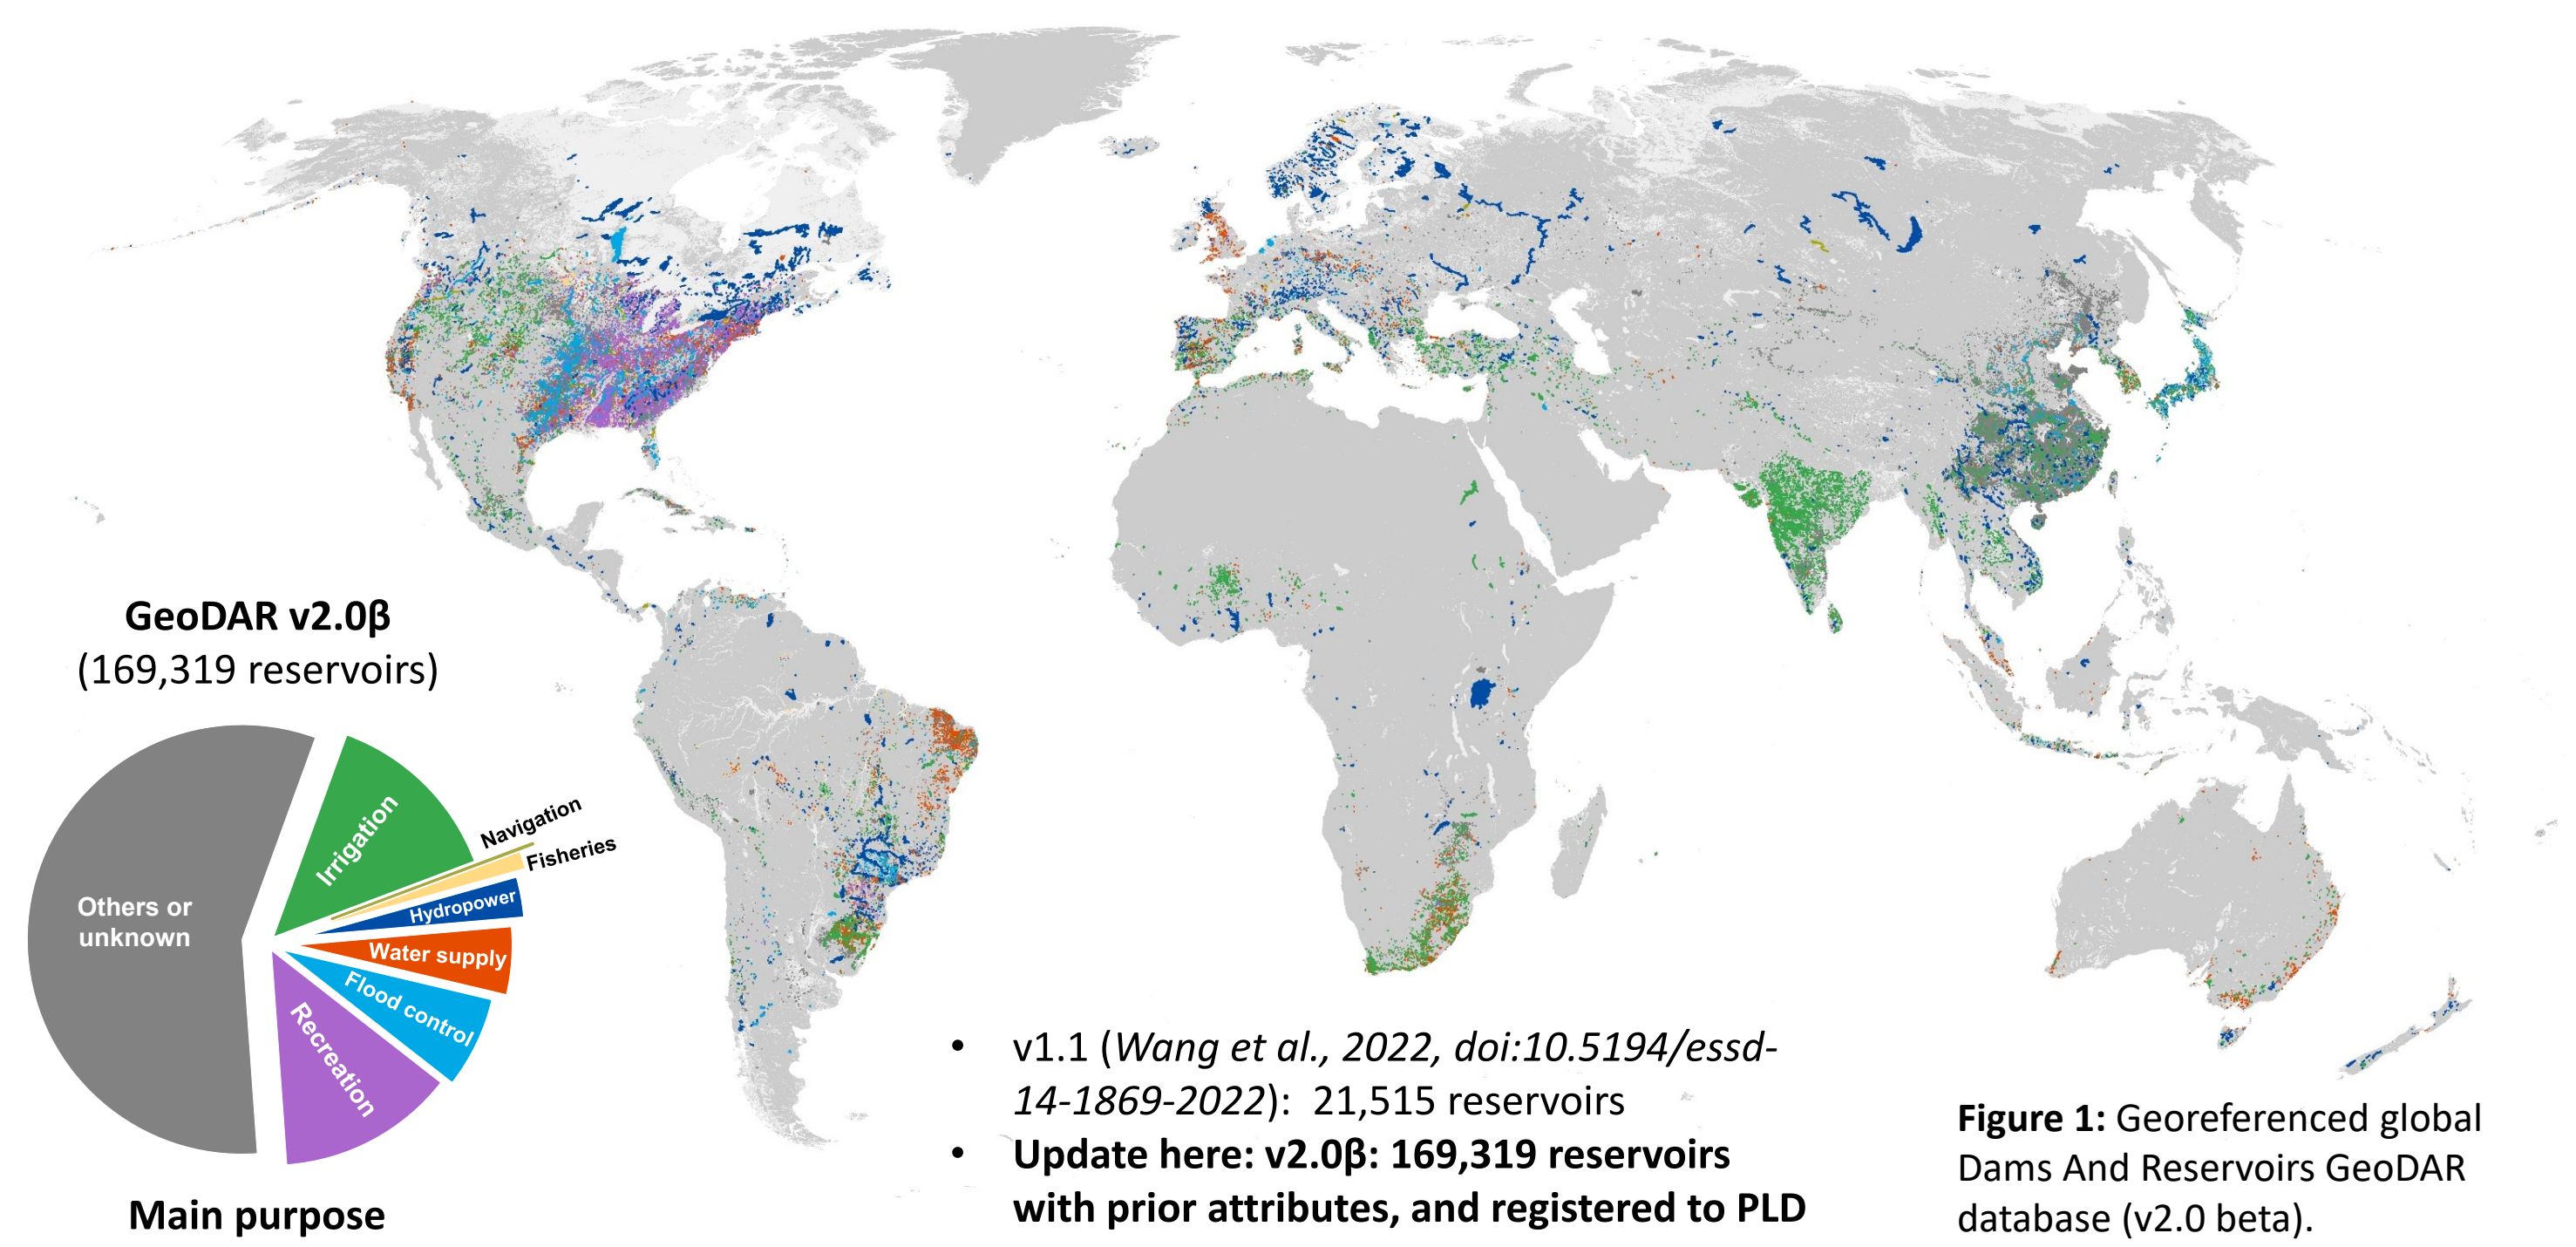 GeoDAR v2.0β
(169,319 reservoirs)
Others or
unknown
Irrigation
Navigation
Fisheries
Hydropower
Water supply
Flood control
Recreation
Main purpose
• v1.1 (Wang et al., 2022, doi:10.5194/essd-
14-1869-2022):  21,515 reservoirs
• Update here: v2.0β: 169,319 reservoirs
with prior attributes, and registered to PLD
Figure 1: Georeferenced global
Dams And Reservoirs GeoDAR
database (v2.0 beta).